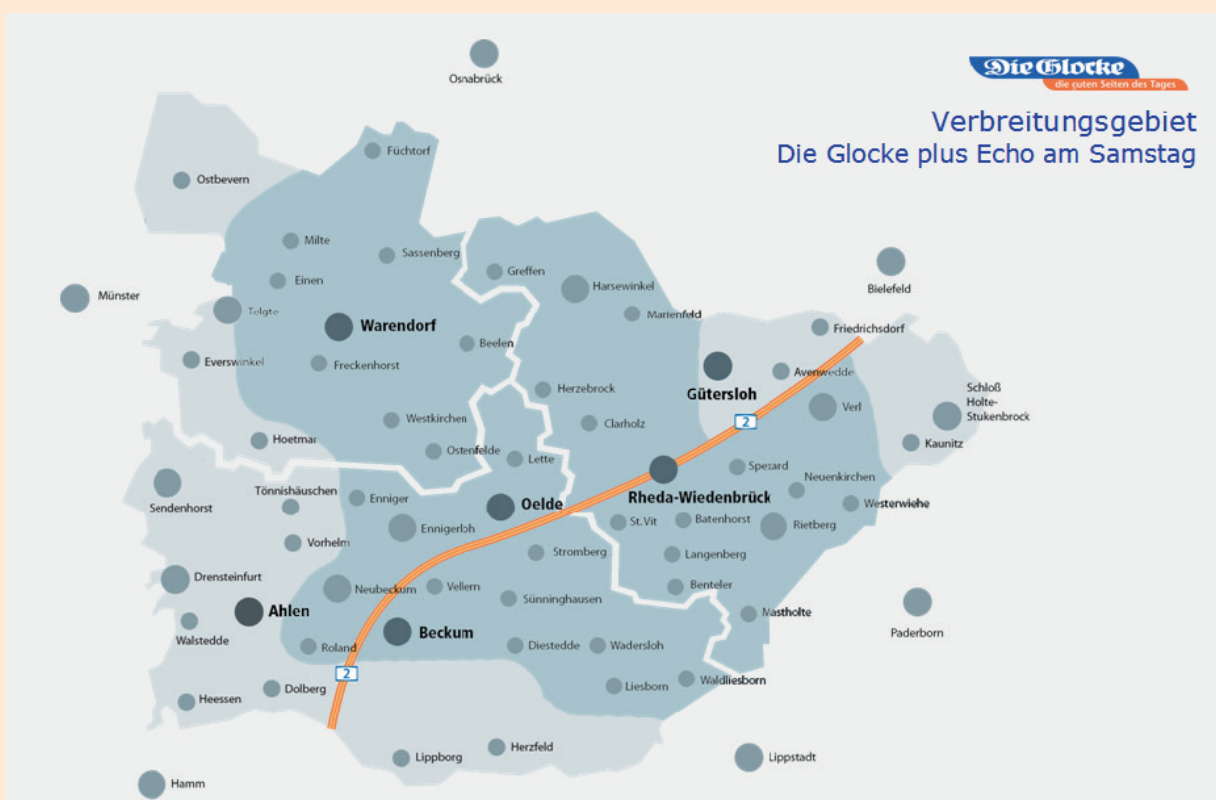 Die Glocke
die guten Seiten des Tages
Verbreitungsgebiet
Die Glocke plus Echo am Samstag
Osnabrück
Füchtorf
Ostbevern
Milte
Sassenberg
Greffen
Einen
Harsewinkel
Bielefeld
Münster
Telgte
Marienfeld
Warendorf
Friedrichsdorf
Beelen
Everswinkel
Freckenhorst
Avenwedde
Herzebrock
Gütersloh
Schloß
Holte-
Stukenbrock
Verl
Westkirchen
Clarholz
2
Hoetmar
Kaunitz
Ostenfelde
Lette
Spexard
Neuenkirchen
Tönnishäuschen
Enniger
Rheda-Wiedenbrück
Sendenhorst
Oelde
Westerwiehe
St. Vit
Batenhorst
Rietberg
Ennigerloh
Vorhelm
Stromberg
Langenberg
Drensteinfurt
Neubeckum
Vellern
Benteler
Sünninghausen
Ahlen
Mastholte
Walstedde
Beckum
Paderborn
Roland
Diestedde
Wadersloh
2
Waldliesborn
Dolberg
Liesborn
Heessen
Herzfeld
Lippborg
Lippstadt
Hamm